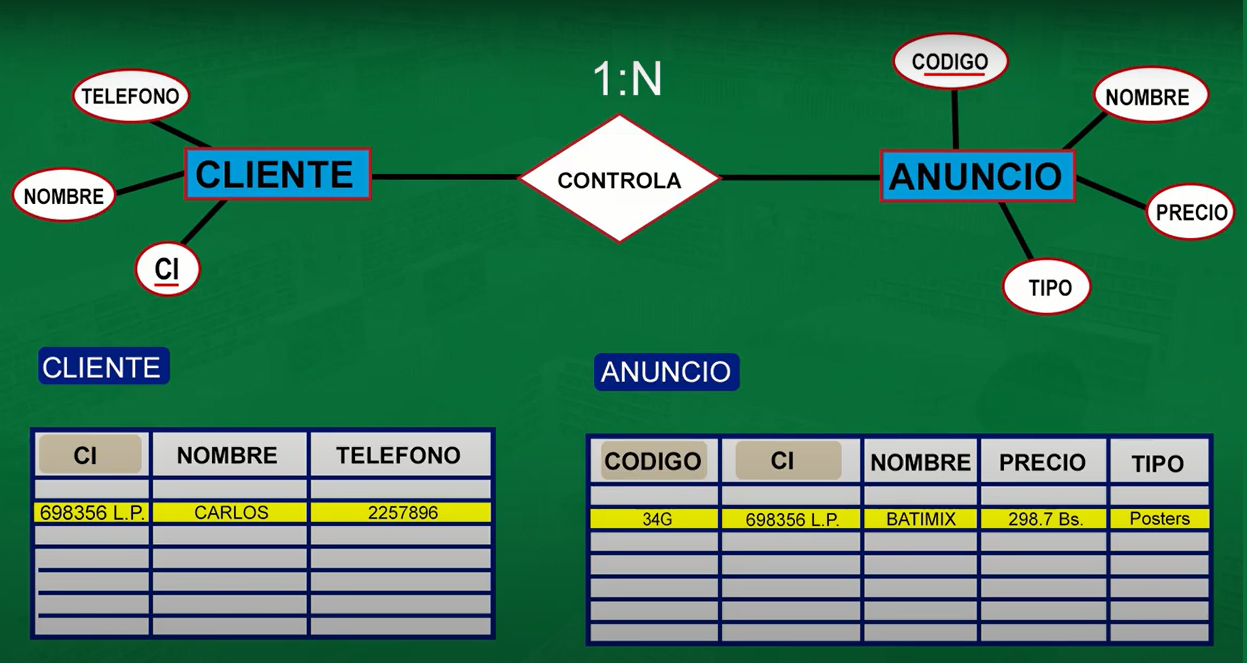 1:N
CODIGO
TELEFONO
NOMBRE
CLIENTE
CONTROLA
ANUNCIO
NOMBRE
PRECIO
CI
TIPO
CLIENTE
CI NOMBRE TELEFONO
698356 L.P. CARLOS 2257896
ANUNCIO
CODIGO CI NOMBRE PRECIO TIPO
34G 698356 L.P. BATIMIX 298.7 Bs. Posters